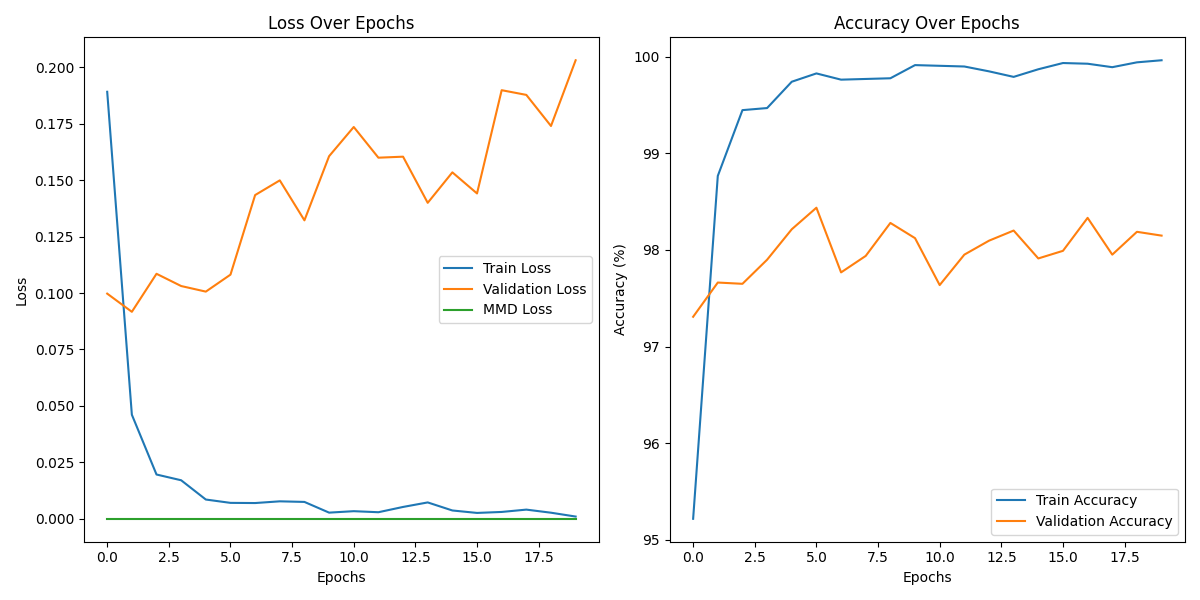 Loss Over Epochs
0.200
0.175
0.150
0.125
0.100
0.075
0.050
0.025
0.000
Loss
Train Loss
Validation Loss
MMD Loss
0.0 2.5 5.0 7.5 10.0 12.5 15.0 17.5
Epochs
Accuracy Over Epochs
100
99
98
97
96
95
Accuracy (%)
Train Accuracy
Validation Accuracy
0.0 2.5 5.0 7.5 10.0 12.5 15.0 17.5
Epochs